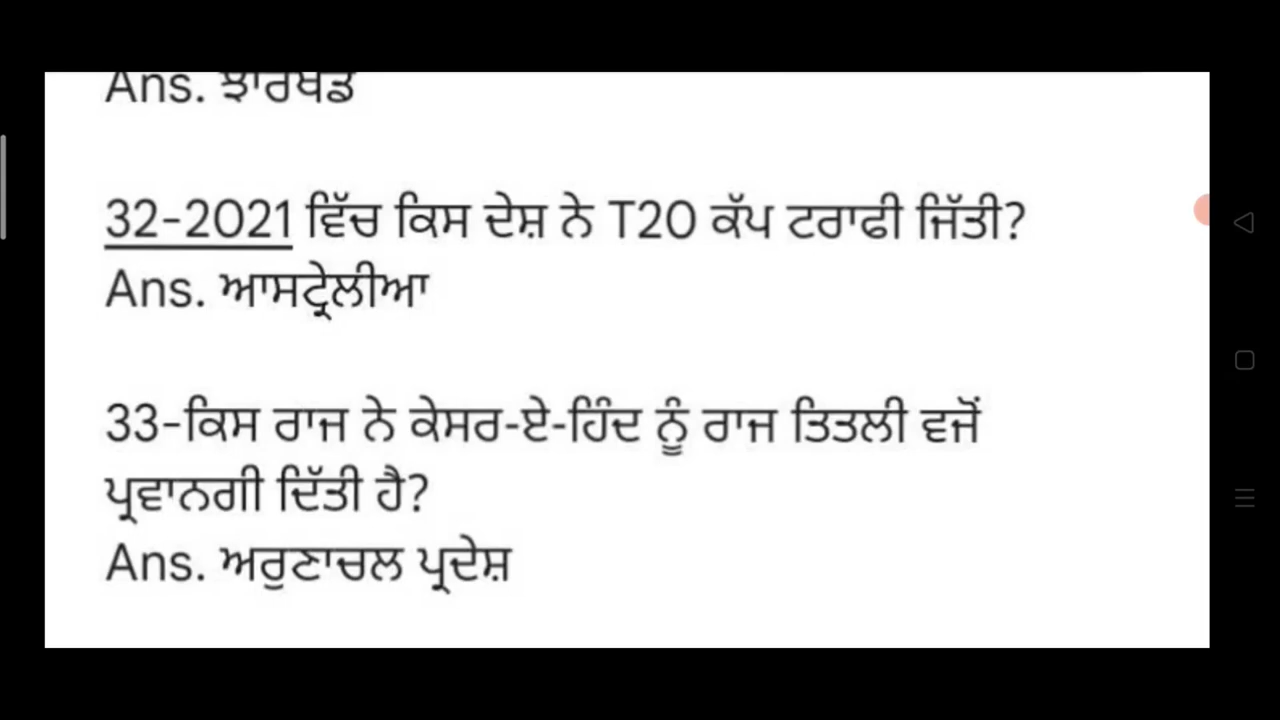 Ans. ਝਾਰਖੰਡ
32-2021 ਵਿੱਚ ਕਿਸ ਦੇਸ਼ ਨੇ T20 ਕੱਪ ਟਰਾਫੀ ਜਿੱਤੀ?
Ans. ਆਸਟ੍ਰੇਲੀਆ
33-ਕਿਸ ਰਾਜ ਨੇ ਕੇਸਰ-ਏ-ਹਿੰਦ ਨੂੰ ਰਾਜ ਤਿਤਲੀ ਵਜੋਂ
ਪ੍ਰਵਾਨਗੀ ਦਿੱਤੀ ਹੈ?
Ans. ਅਰੁਣਾਚਲ ਪ੍ਰਦੇਸ਼